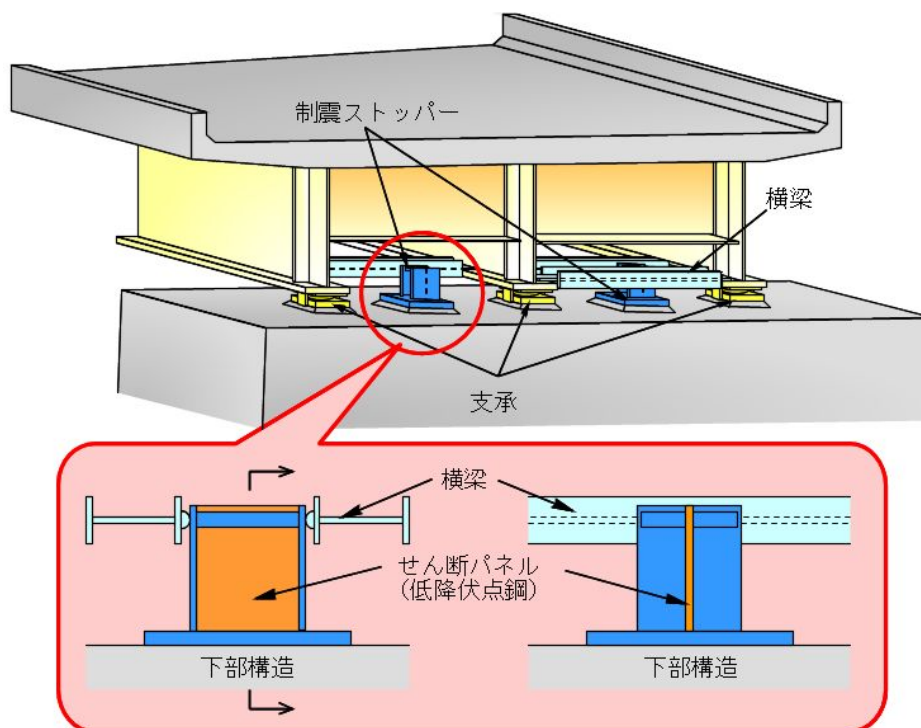 制震ストッパー
横梁
支承
横梁
せん断パネル
(低降伏点鋼)
下部構造
下部構造